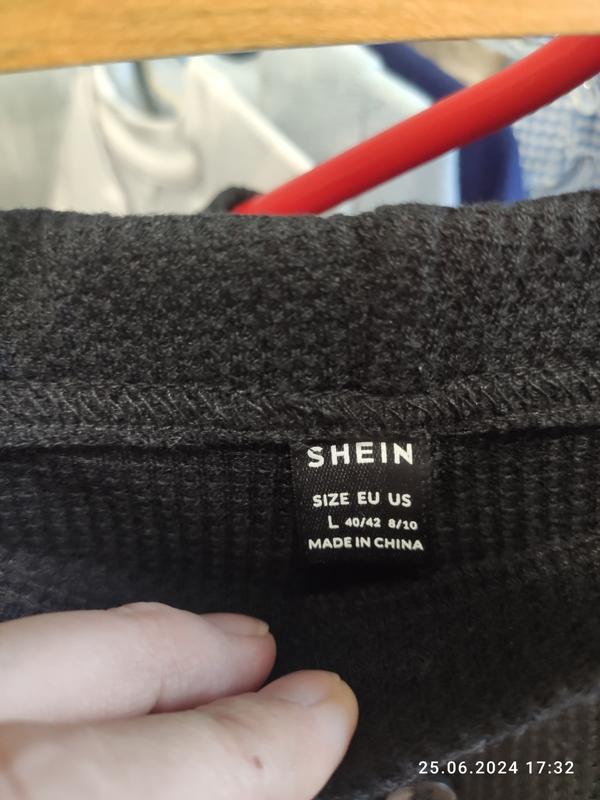 SHEIN
SIZE EU US
L 40/42 8/10
MADE IN CHINA
25.06.2024 17:32